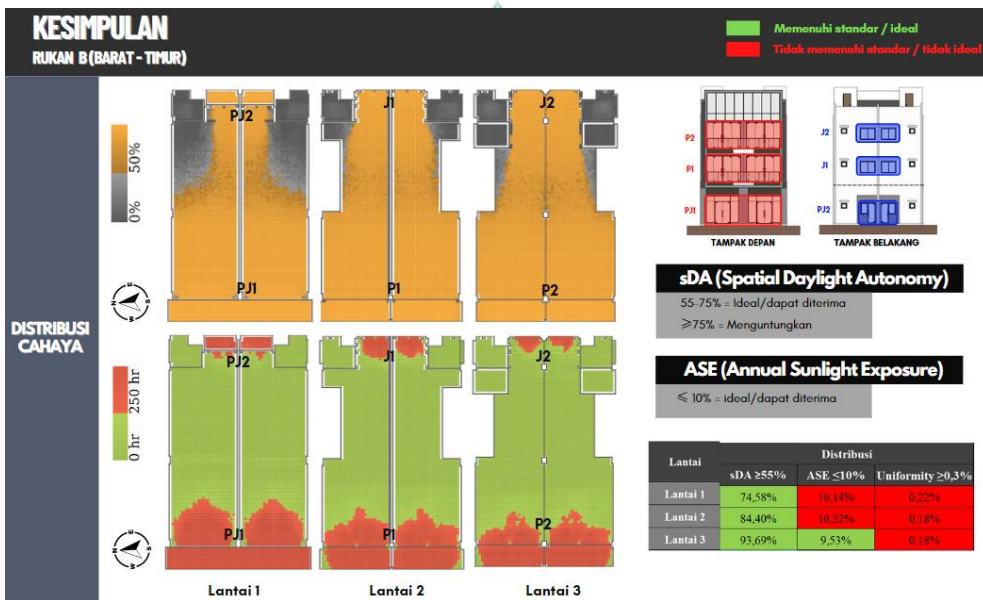 KESIMPULAN
RUKAN B (BARAT - TIMUR)
Memenuhi standar / ideal
Tidak memenuhi standar / tidak ideal
DISTRIBUSI
CAHAYA
50%
0%
PJ2
J1
J2
PJ1
P1
P2
250 hr
0 hr
PJ2
J1
J2
PJ1
P1
P2
Lantai 1
Lantai 2
Lantai 3
P2
P1
PJ1
TAMPAK DEPAN
J2
J1
PJ2
TAMPAK BELAKANG
sDA (Spatial Daylight Autonomy)
55-75% = Ideal/dapat diterima
≥75% = Menguntungkan
ASE (Annual Sunlight Exposure)
≤ 10% = ideal/dapat diterima
Lantai
Distribusi
sDA ≥55% ASE ≤10% Uniformity ≥0,3%
Lantai 1 74,58% 10,14% 0,22%
Lantai 2 84,40% 10,32% 0,18%
Lantai 3 93,69% 9,53% 0,18%